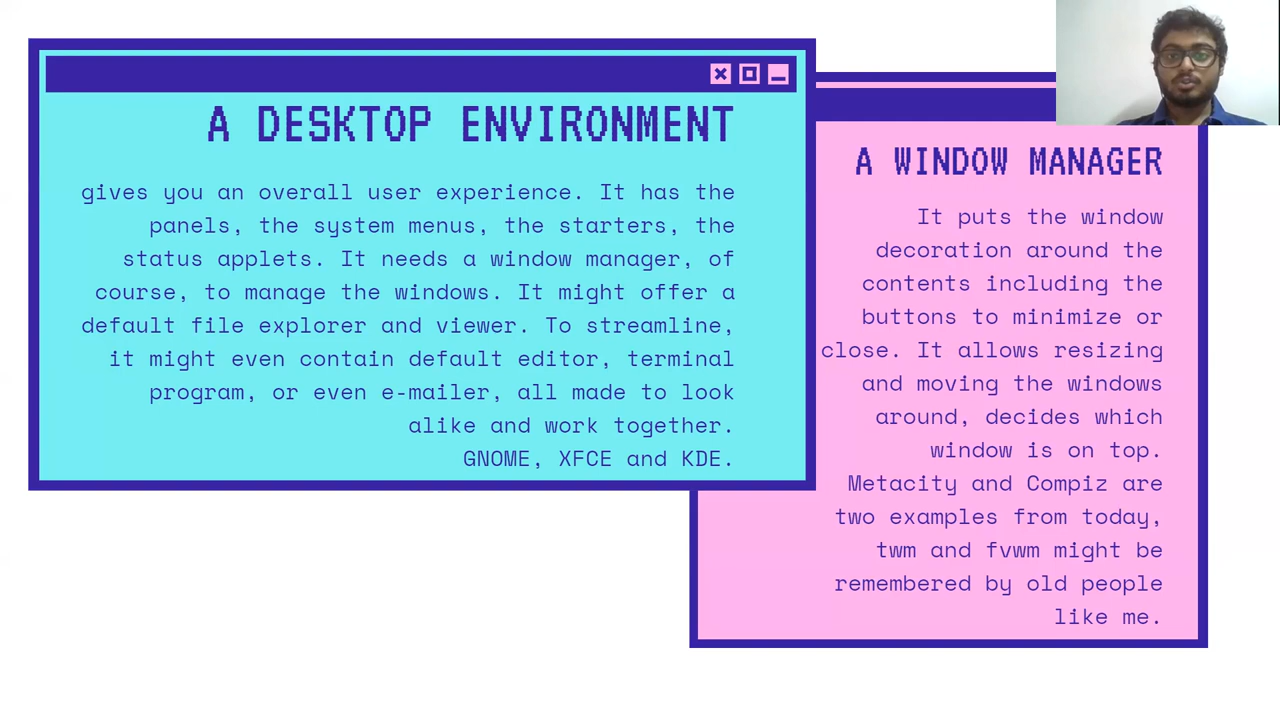 A DESKTOP ENVIRONMENT
gives you an overall user experience. It has the
panels, the system menus, the starters, the
status applets. It needs a window manager, of
course, to manage the windows. It might offer a
default file explorer and viewer. To streamline,
it might even contain default editor, terminal
program, or even e-mailer, all made to look
alike and work together.
GNOME, XFCE and KDE.
A WINDOW MANAGER
It puts the window
decoration around the
contents including the
buttons to minimize or
close. It allows resizing
and moving the windows
around, decides which
window is on top.
Metacity and Compiz are
two examples from today,
twm and fvwm might be
remembered by old people
like me.